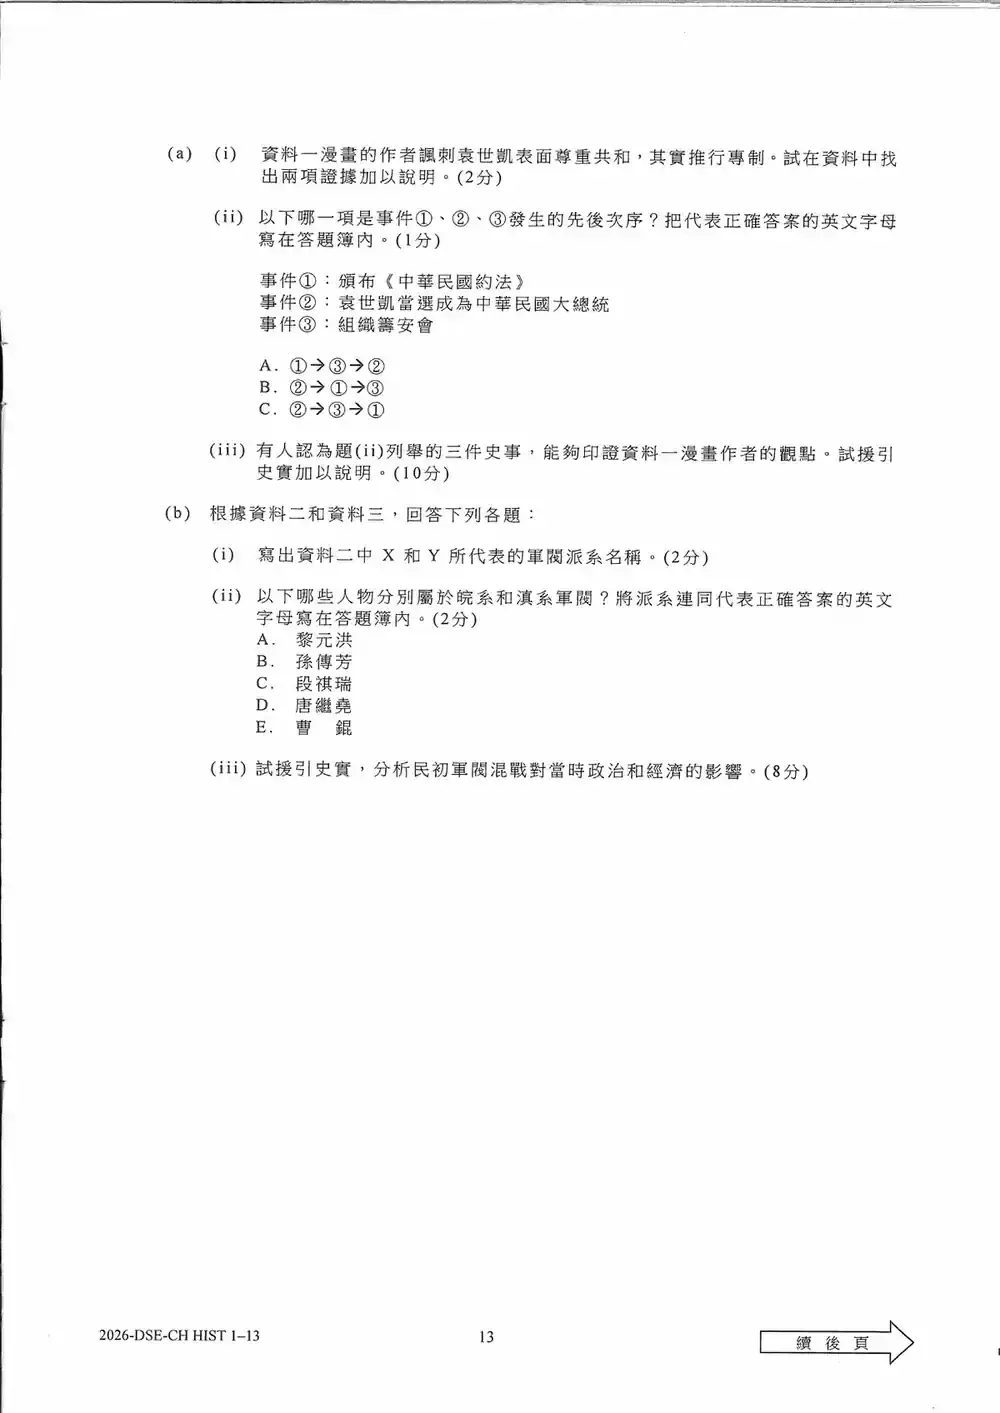 (a) (i) 資料一漫畫的作者諷刺袁世凱表面尊重共和，其實推行專制。試在資料中找
出兩項證據加以說明。(2分)
(ii) 以下哪一項是事件①、②、③發生的先後次序？把代表正確答案的英文字母
寫在答題簿內。(1分)
事件①：頒布《中華民國約法》
事件②：袁世凱當選成為中華民國大總統
事件③：組織籌安會
A. ①→③→②
B. ②→①→③
C. ②→③→①
(iii) 有人認為題(ii)列舉的三件史事，能夠印證資料一漫畫作者的觀點。試援引
史實加以說明。(10分)
(b) 根據資料二和資料三，回答下列各題：
(i) 寫出資料二中 X 和 Y 所代表的軍閥派系名稱。(2分)
(ii) 以下哪些人物分別屬於皖系和滇系軍閥？將派系連同代表正確答案的英文
字母寫在答題簿內。(2分)
A. 黎元洪
B. 孫傳芳
C. 段祺瑞
D. 唐繼堯
E. 曹　錕
(iii) 試援引史實，分析民初軍閥混戰對當時政治和經濟的影響。(8分)
2026-DSE-CH HIST 1–13
13
續後頁